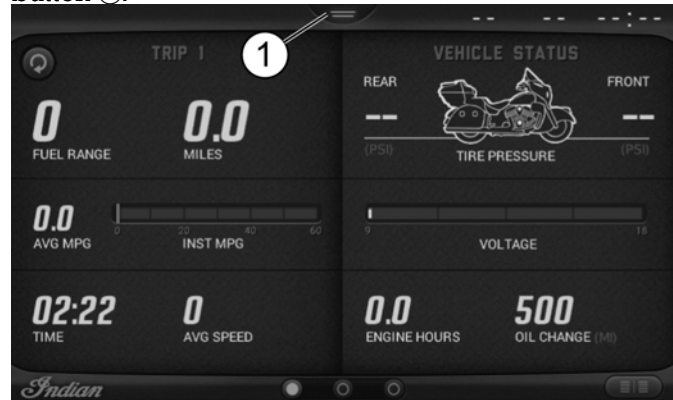 button ①.
1
-- -- --:--
TRIP 1
VEHICLE STATUS
REAR
FRONT
0
0.0
--
--
FUEL RANGE
MILES
(PSI)
TIRE PRESSURE
(PSI)
0.0
0 20 40 60
9 18
AVG MPG
INST MPG
VOLTAGE
02:22
0
0.0
500
TIME
AVG SPEED
ENGINE HOURS
OIL CHANGE (MI)
Indian